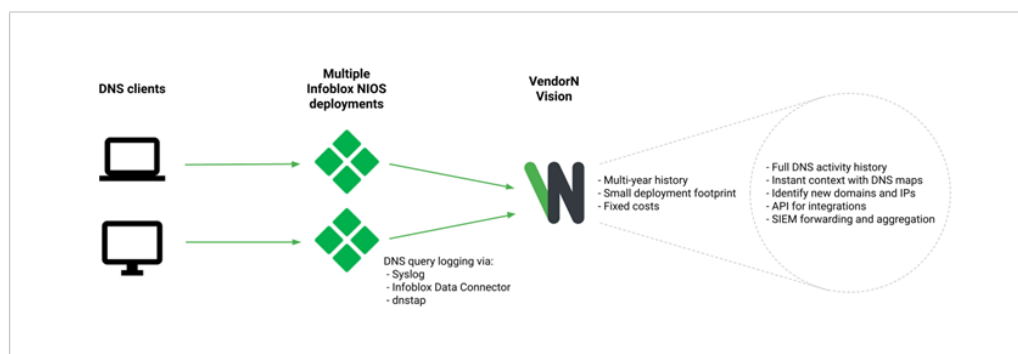 DNS clients
Multiple
Infoblox NIOS
deployments
VendorN
Vision
DNS query logging via:
- Syslog
- Infoblox Data Connector
- dnstap
VN
- Multi-year history
- Small deployment footprint
- Fixed costs
- Full DNS activity history
- Instant context with DNS maps
- Identify new domains and IPs
- API for integrations
- SIEM forwarding and aggregation